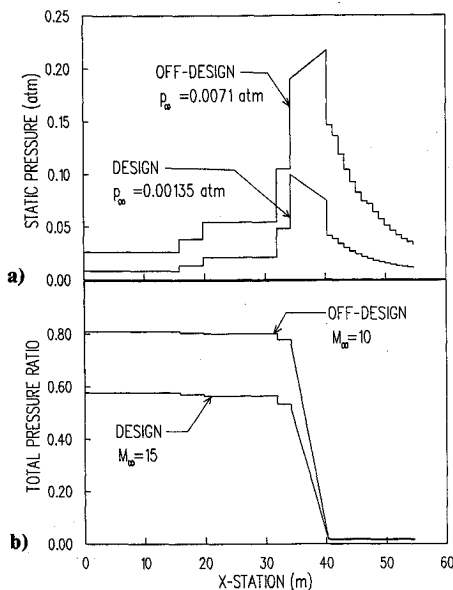 0.25
0.20
0.15
0.10
0.05
0.00
STATIC PRESSURE (atm)
OFF-DESIGN
p∞ =0.0071 atm
DESIGN
p∞ =0.00135 atm
a)
0.80
0.60
0.40
0.20
0.00
TOTAL PRESSURE RATIO
OFF-DESIGN
M∞=10
DESIGN
M∞=15
b)
0 10 20 30 40 50 60
X-STATION (m)